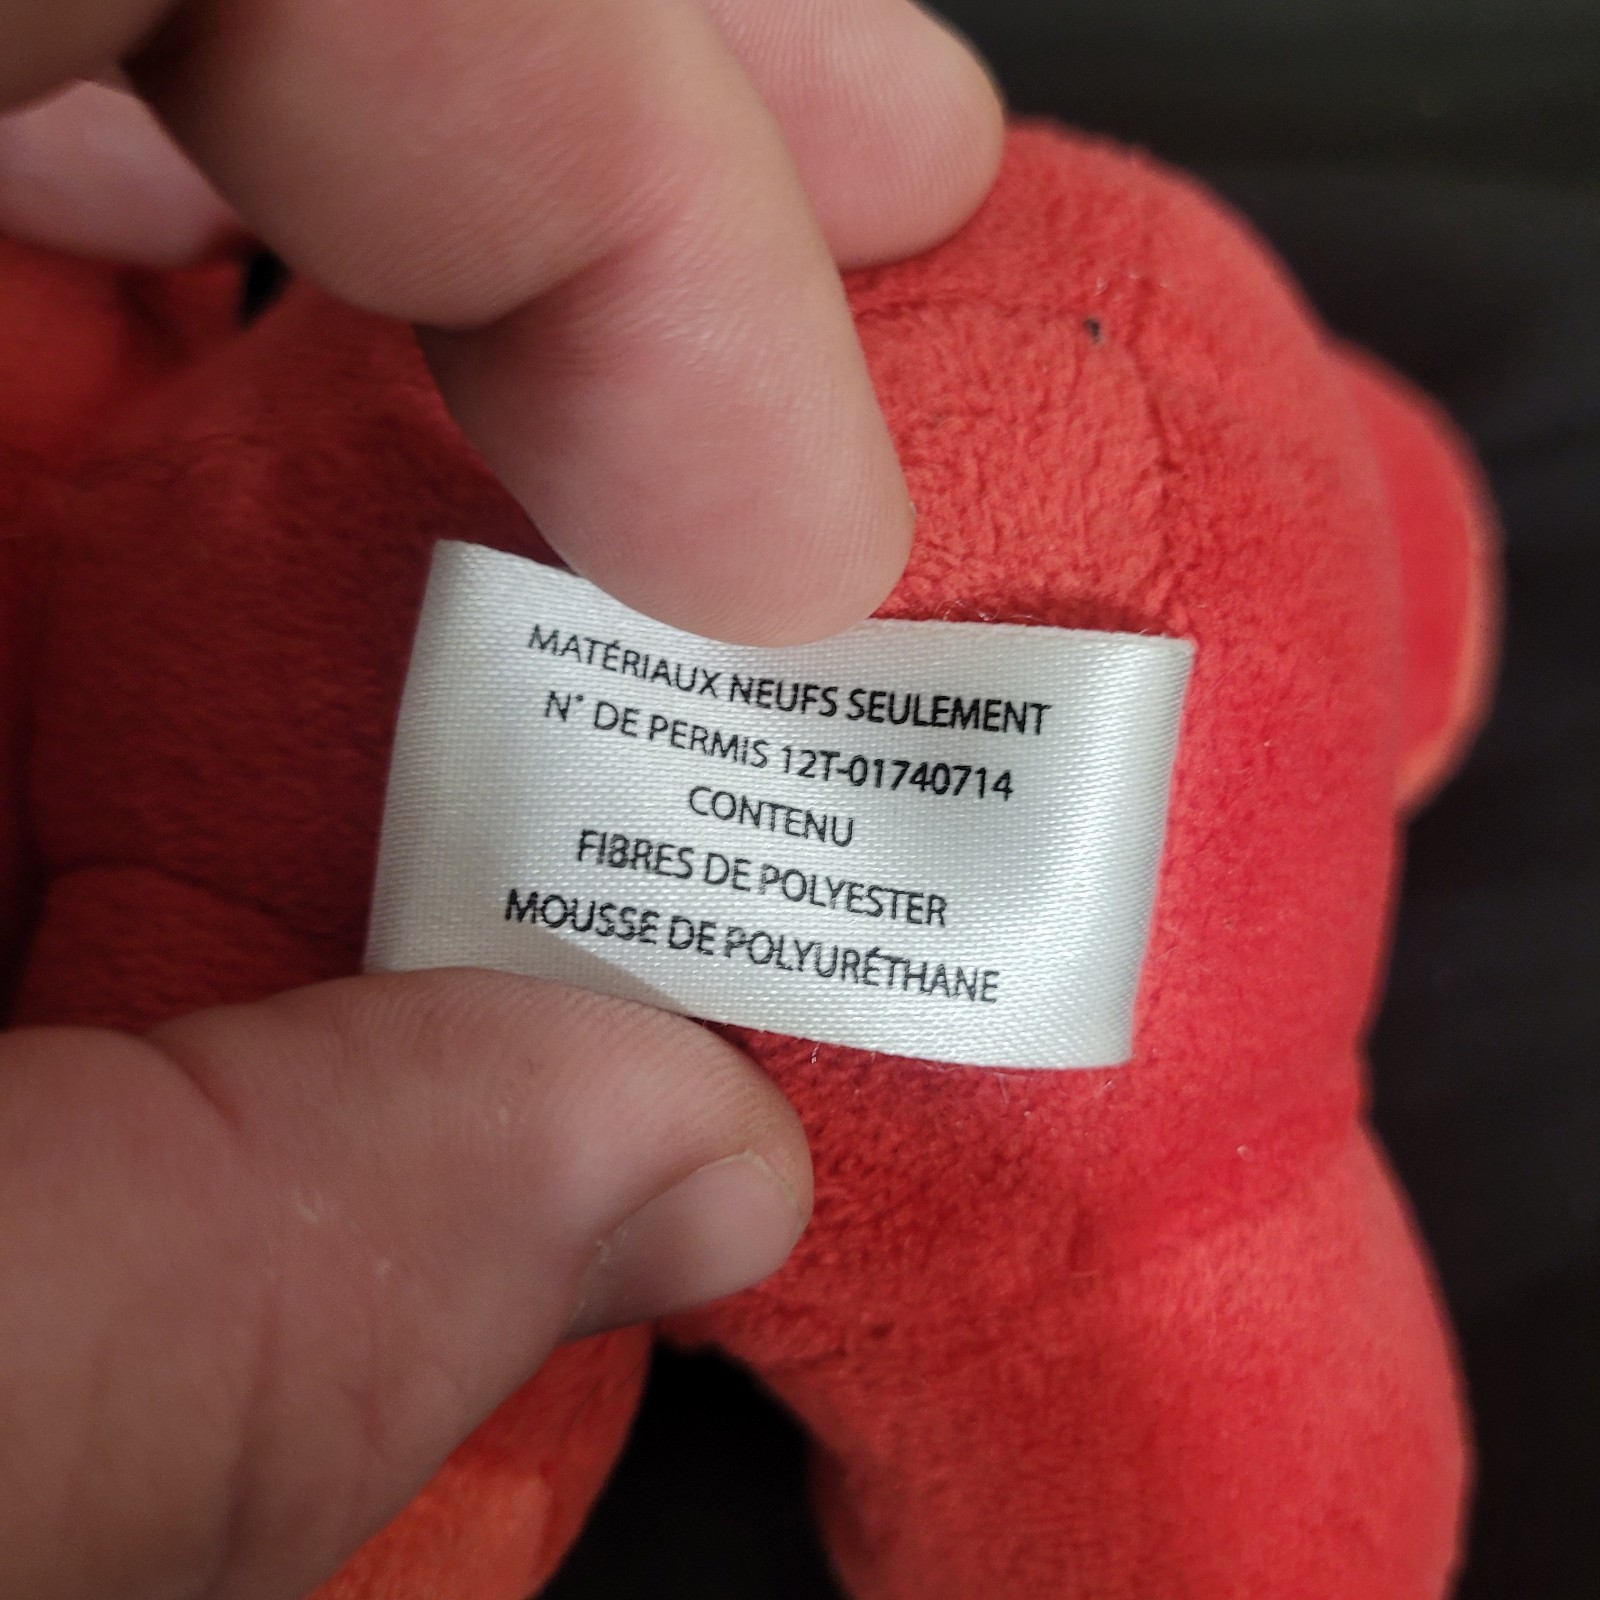 MATÉRIAUX NEUFS SEULEMENT
N° DE PERMIS 12T-01740714
CONTENU
FIBRES DE POLYESTER
MOUSSE DE POLYURÉTHANE